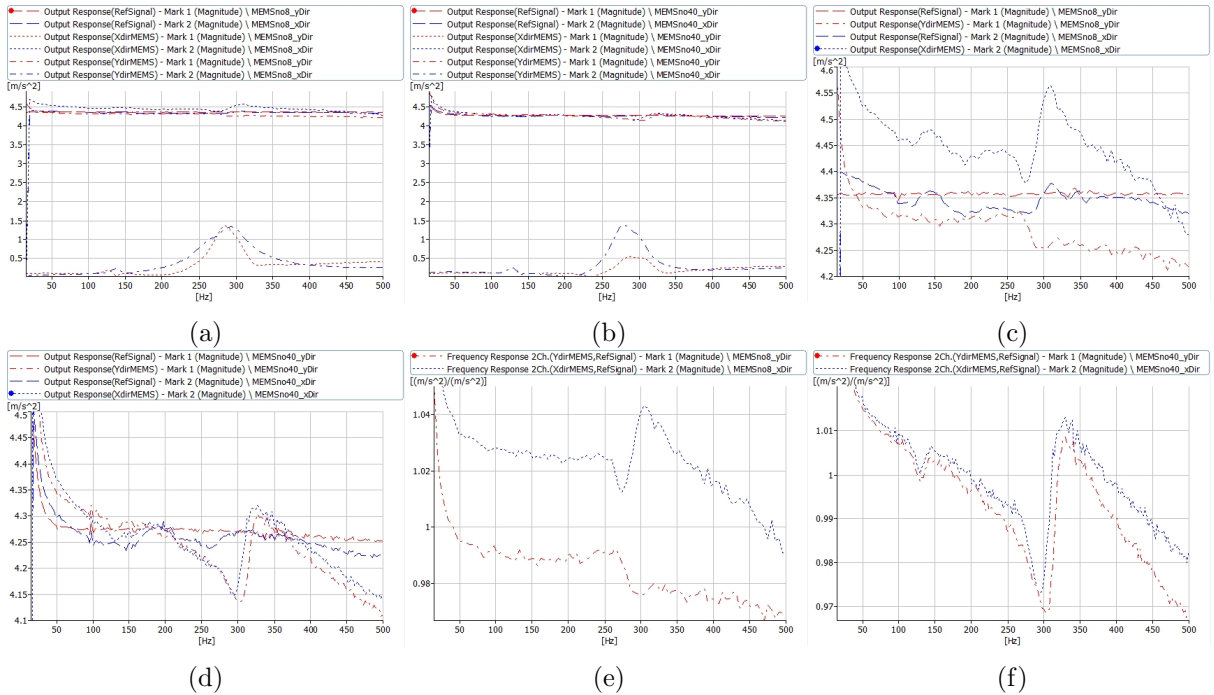 Output Response(RefSignal) - Mark 1 (Magnitude) \ MEMSno8_yDir
Output Response(RefSignal) - Mark 2 (Magnitude) \ MEMSno8_xDir
Output Response(XdirMEMS) - Mark 1 (Magnitude) \ MEMSno8_yDir
Output Response(XdirMEMS) - Mark 2 (Magnitude) \ MEMSno8_xDir
Output Response(YdirMEMS) - Mark 1 (Magnitude) \ MEMSno8_yDir
Output Response(YdirMEMS) - Mark 2 (Magnitude) \ MEMSno8_xDir
[m/s^2]
4.5
4
3.5
3
2.5
2
1.5
1
0.5
50 100 150 200 250 300 350 400 450 500
[Hz]
(a)
Output Response(RefSignal) - Mark 1 (Magnitude) \ MEMSno40_yDir
Output Response(RefSignal) - Mark 2 (Magnitude) \ MEMSno40_xDir
Output Response(XdirMEMS) - Mark 1 (Magnitude) \ MEMSno40_yDir
Output Response(XdirMEMS) - Mark 2 (Magnitude) \ MEMSno40_xDir
Output Response(YdirMEMS) - Mark 1 (Magnitude) \ MEMSno40_yDir
Output Response(YdirMEMS) - Mark 2 (Magnitude) \ MEMSno40_xDir
[m/s^2]
4.5
4
3.5
3
2.5
2
1.5
1
0.5
50 100 150 200 250 300 350 400 450 500
[Hz]
(b)
Output Response(RefSignal) - Mark 1 (Magnitude) \ MEMSno8_yDir
Output Response(YdirMEMS) - Mark 1 (Magnitude) \ MEMSno8_yDir
Output Response(RefSignal) - Mark 2 (Magnitude) \ MEMSno8_xDir
Output Response(XdirMEMS) - Mark 2 (Magnitude) \ MEMSno8_xDir
[m/s^2]
4.6
4.55
4.5
4.45
4.4
4.35
4.3
4.25
4.2
50 100 150 200 250 300 350 400 450 500
[Hz]
(c)
Output Response(RefSignal) - Mark 1 (Magnitude) \ MEMSno40_yDir
Output Response(YdirMEMS) - Mark 1 (Magnitude) \ MEMSno40_yDir
Output Response(RefSignal) - Mark 2 (Magnitude) \ MEMSno40_xDir
Output Response(XdirMEMS) - Mark 2 (Magnitude) \ MEMSno40_xDir
[m/s^2]
4.5
4.45
4.4
4.35
4.3
4.25
4.2
4.15
4.1
50 100 150 200 250 300 350 400 450 500
[Hz]
(d)
Frequency Response 2Ch.(YdirMEMS,RefSignal) - Mark 1 (Magnitude) \ MEMSno8_yDir
Frequency Response 2Ch.(XdirMEMS,RefSignal) - Mark 2 (Magnitude) \ MEMSno8_xDir
[(m/s^2)/(m/s^2)]
1.04
1.02
1
0.98
50 100 150 200 250 300 350 400 450 500
[Hz]
(e)
Frequency Response 2Ch.(YdirMEMS,RefSignal) - Mark 1 (Magnitude) \ MEMSno40_yDir
Frequency Response 2Ch.(XdirMEMS,RefSignal) - Mark 2 (Magnitude) \ MEMSno40_xDir
[(m/s^2)/(m/s^2)]
1.01
1
0.99
0.98
0.97
50 100 150 200 250 300 350 400 450 500
[Hz]
(f)